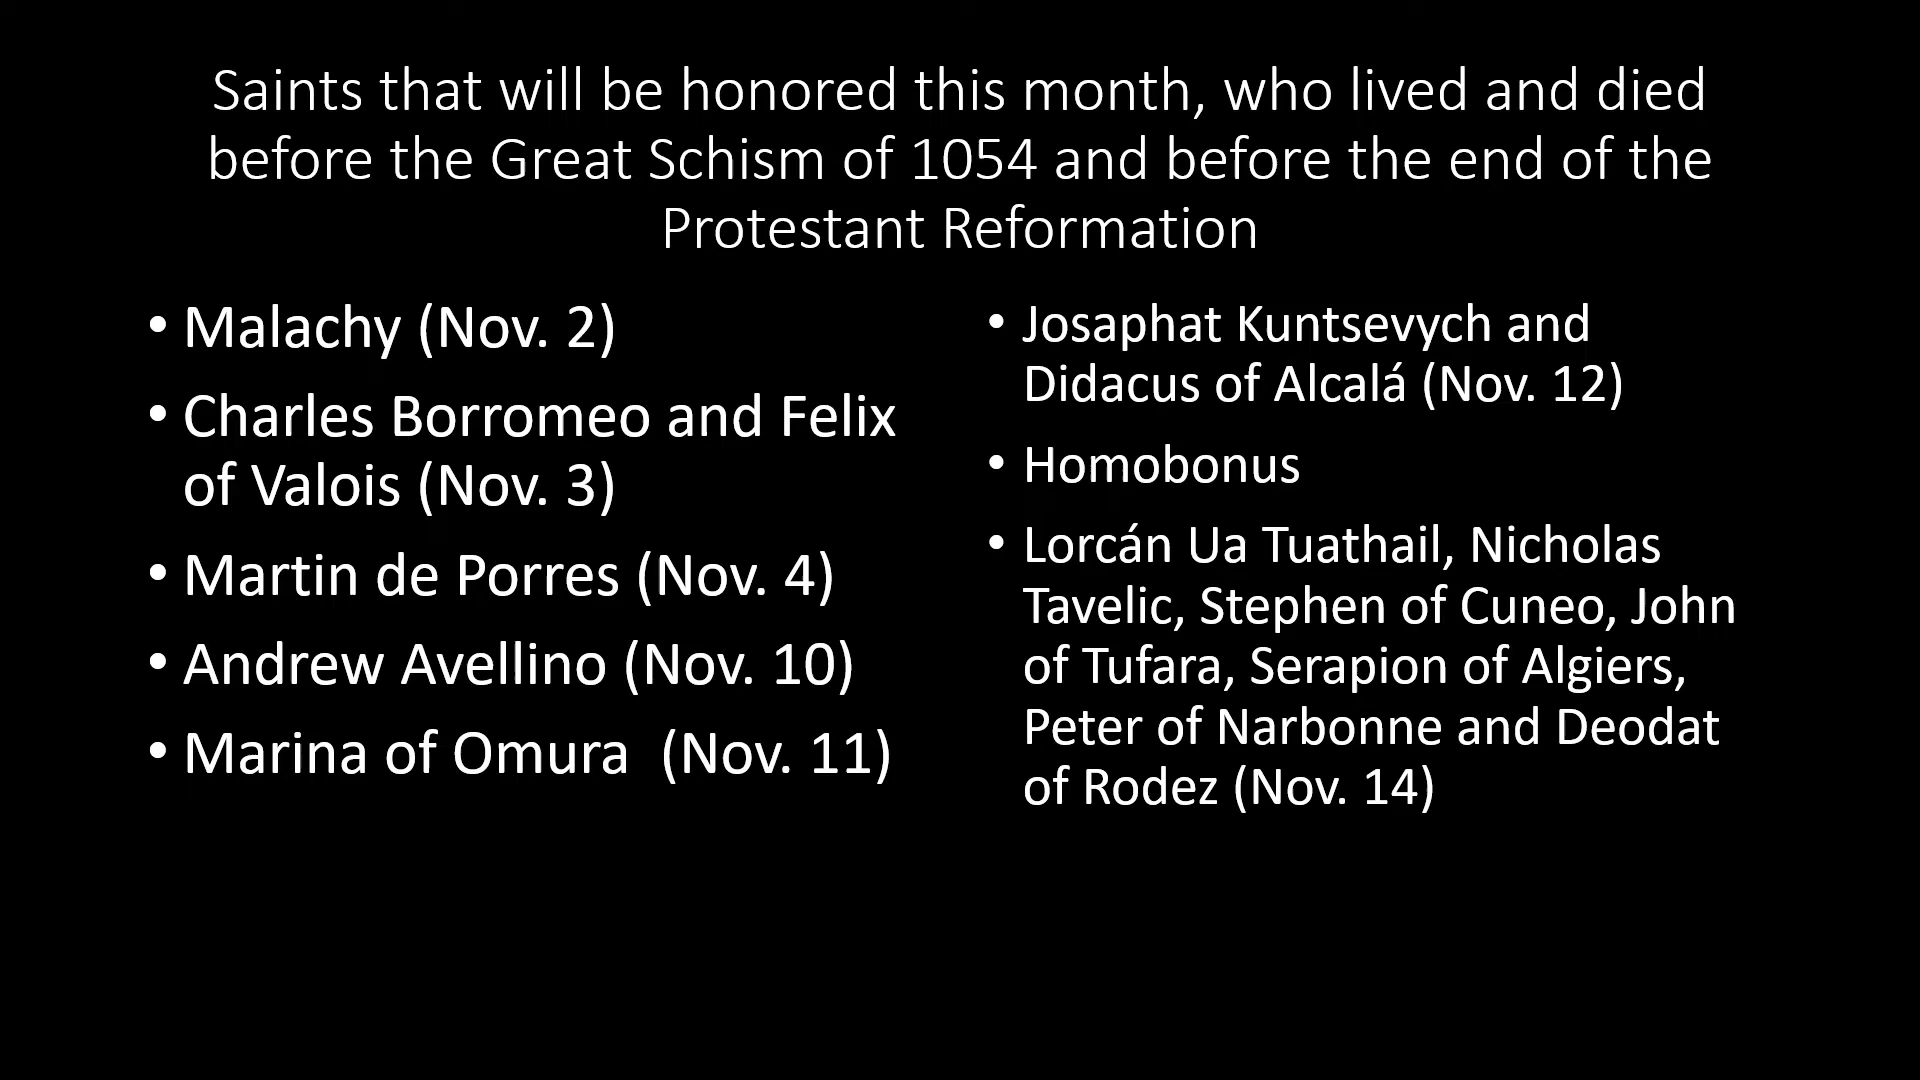 Saints that will be honored this month, who lived and died
before the Great Schism of 1054 and before the end of the
Protestant Reformation
• Malachy (Nov. 2)
• Charles Borromeo and Felix
of Valois (Nov. 3)
• Martin de Porres (Nov. 4)
• Andrew Avellino (Nov. 10)
• Marina of Omura  (Nov. 11)
• Josaphat Kuntsevych and
Didacus of Alcalá (Nov. 12)
• Homobonus
• Lorcán Ua Tuathail, Nicholas
Tavelic, Stephen of Cuneo, John
of Tufara, Serapion of Algiers,
Peter of Narbonne and Deodat
of Rodez (Nov. 14)